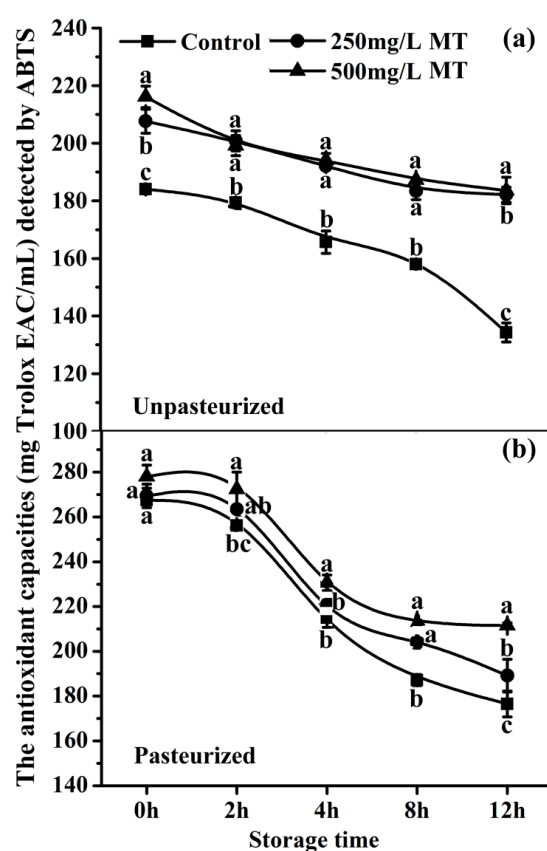 The antioxidant capacities (mg Trolox EAC/mL) detected by ABTS
240
220
200
180
160
140
120
100
Control
250mg/L MT
500mg/L MT
(a)
a
a
a
a
a
b
a
a
b
c
b
b
b
c
Unpasteurized
280
260
240
220
200
180
160
140
(b)
a
a
a
a
a
a
ab
a
a
bc
b
a
b
b
b
c
Pasteurized
0h
2h
4h
8h
12h
Storage time